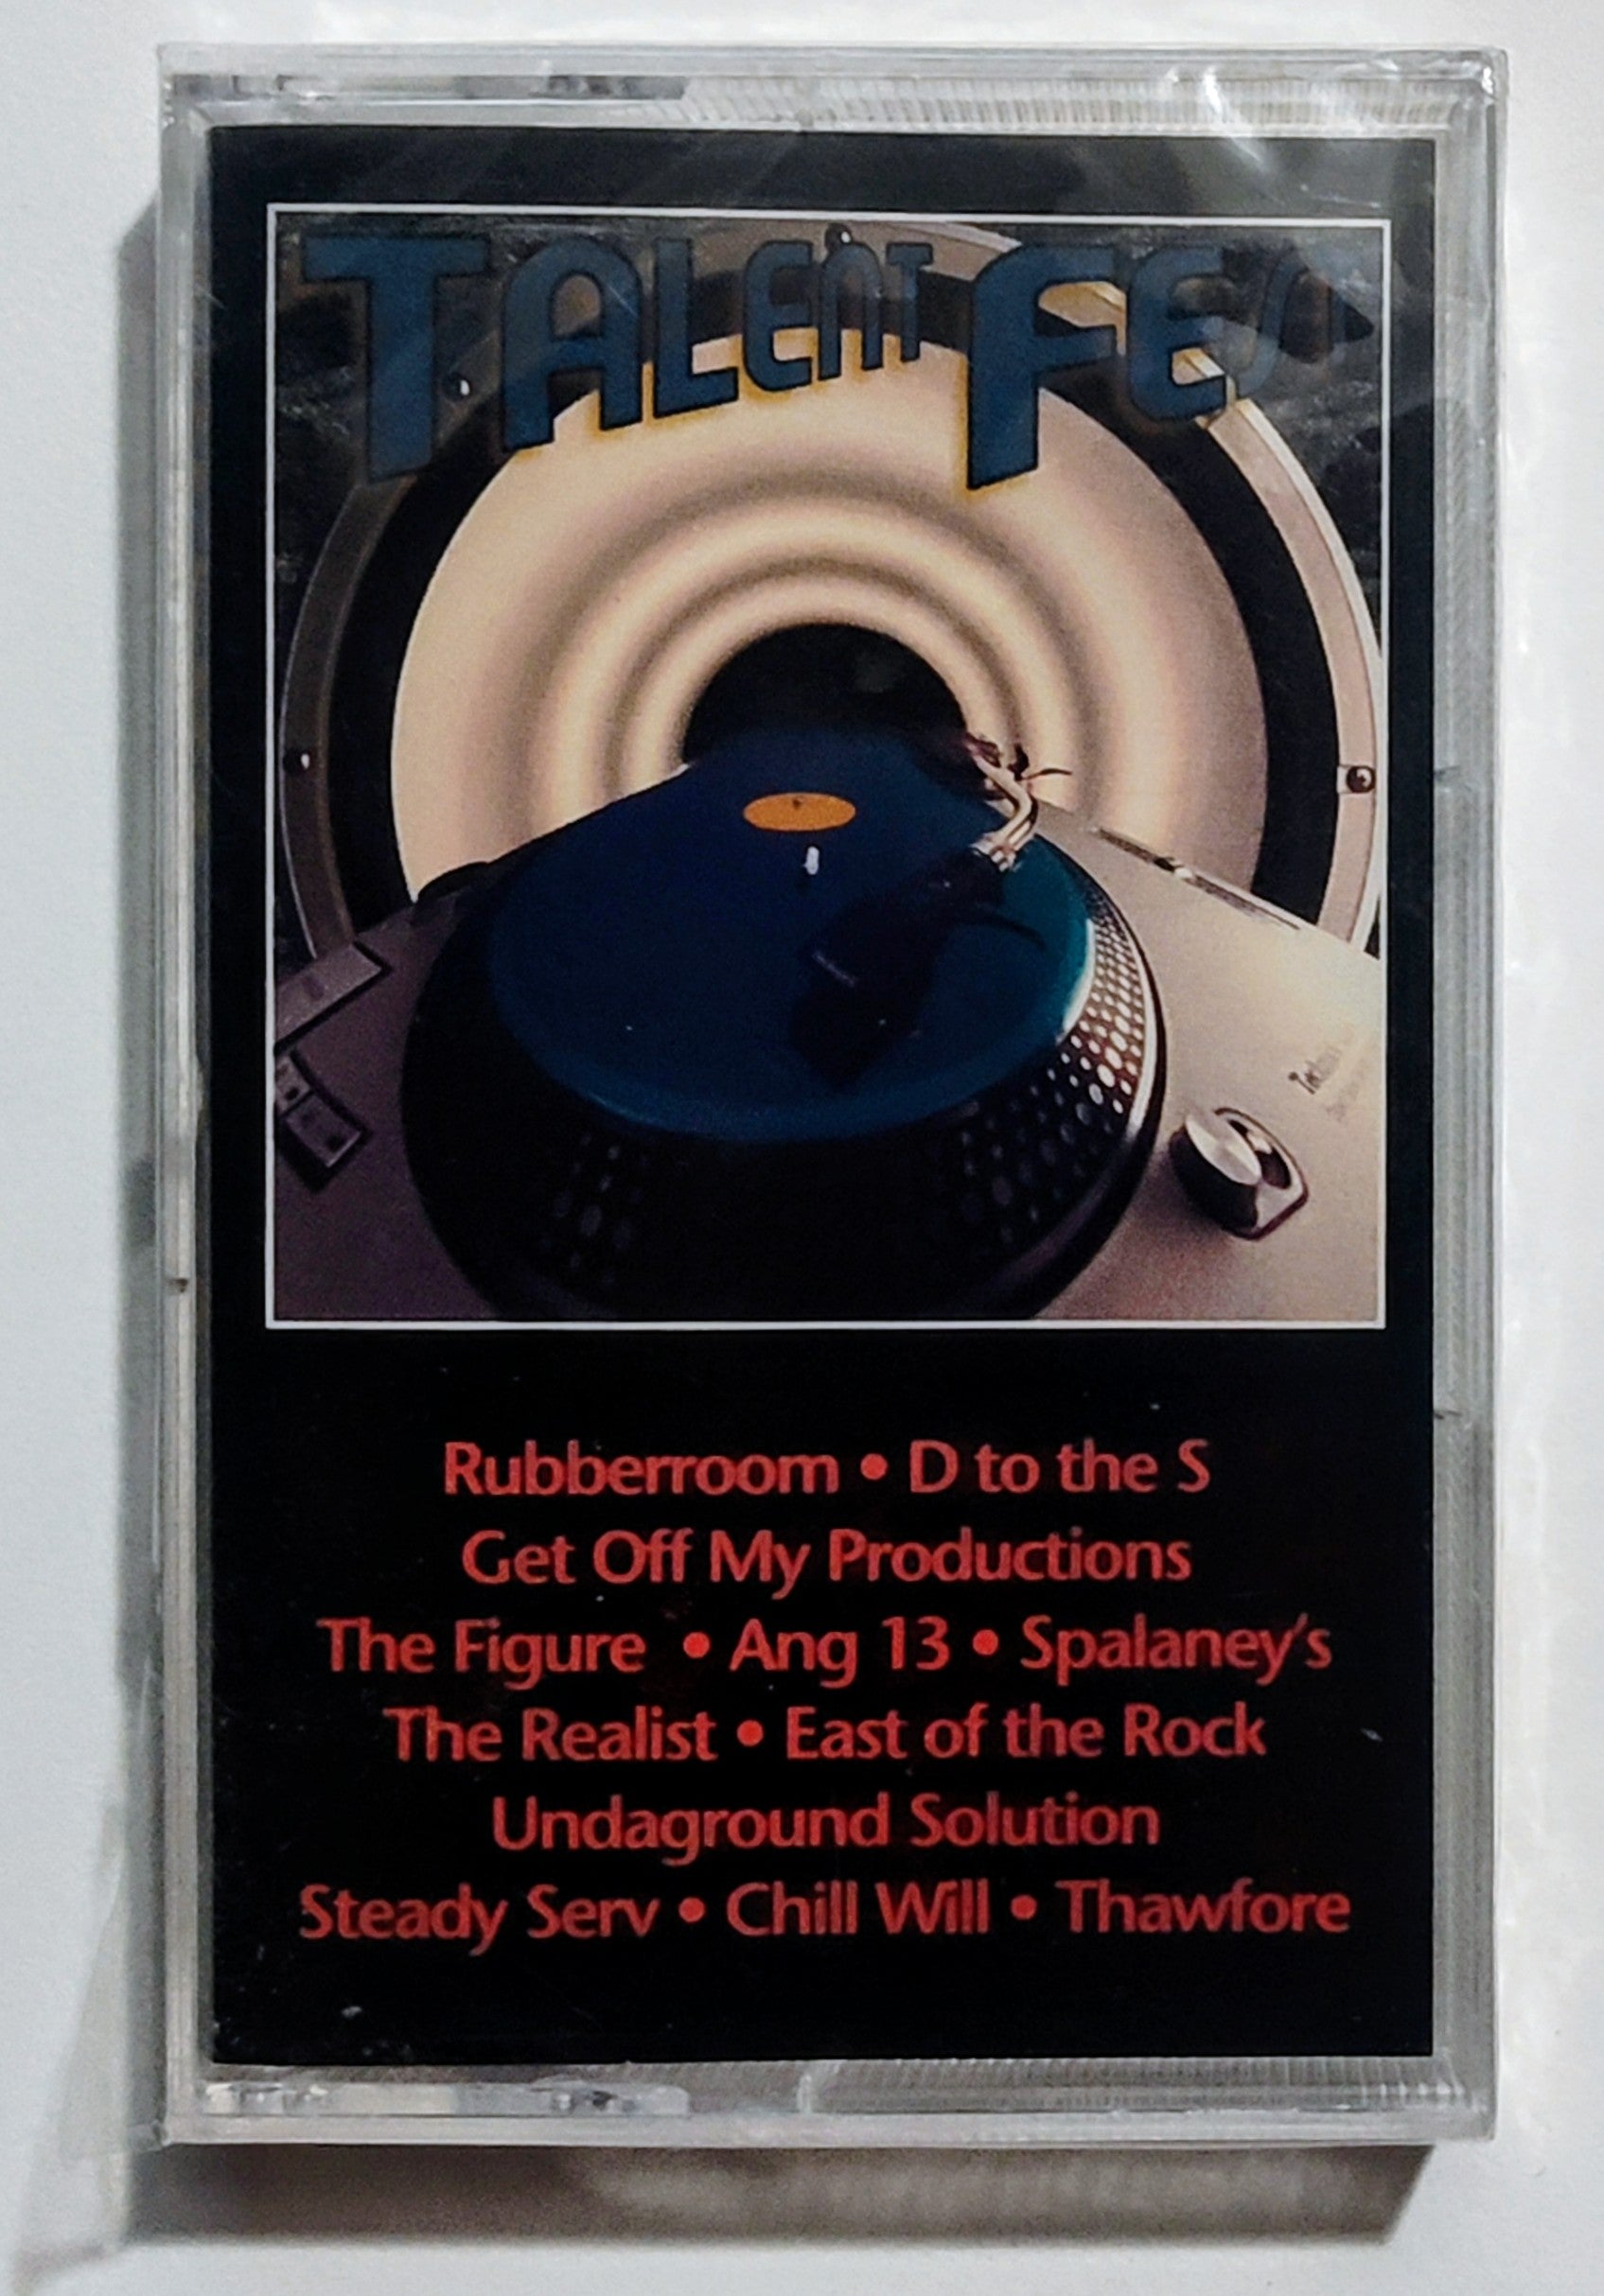 TALENT FES
Rubberroom • D to the S
Get Off My Productions
The Figure • Ang 13 • Spalaney's
The Realist • East of the Rock
Undaground Solution
Steady Serv • Chill Will • Thawfore